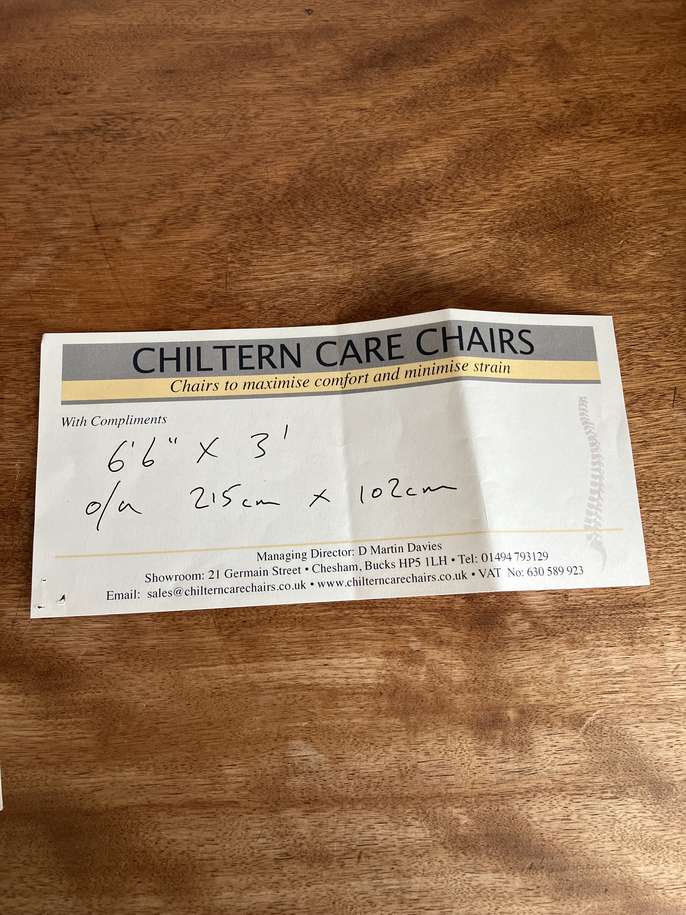 CHILTERN CARE CHAIRS
Chairs to maximise comfort and minimise strain
With Compliments
6'6" x 3'
o/a 215cm x 102cm
Managing Director: D Martin Davies
Showroom: 21 Germain Street • Chesham, Bucks HP5 1LH • Tel: 01494 793129
Email: sales@chilterncarechairs.co.uk • www.chilterncarechairs.co.uk • VAT No: 630 589 923